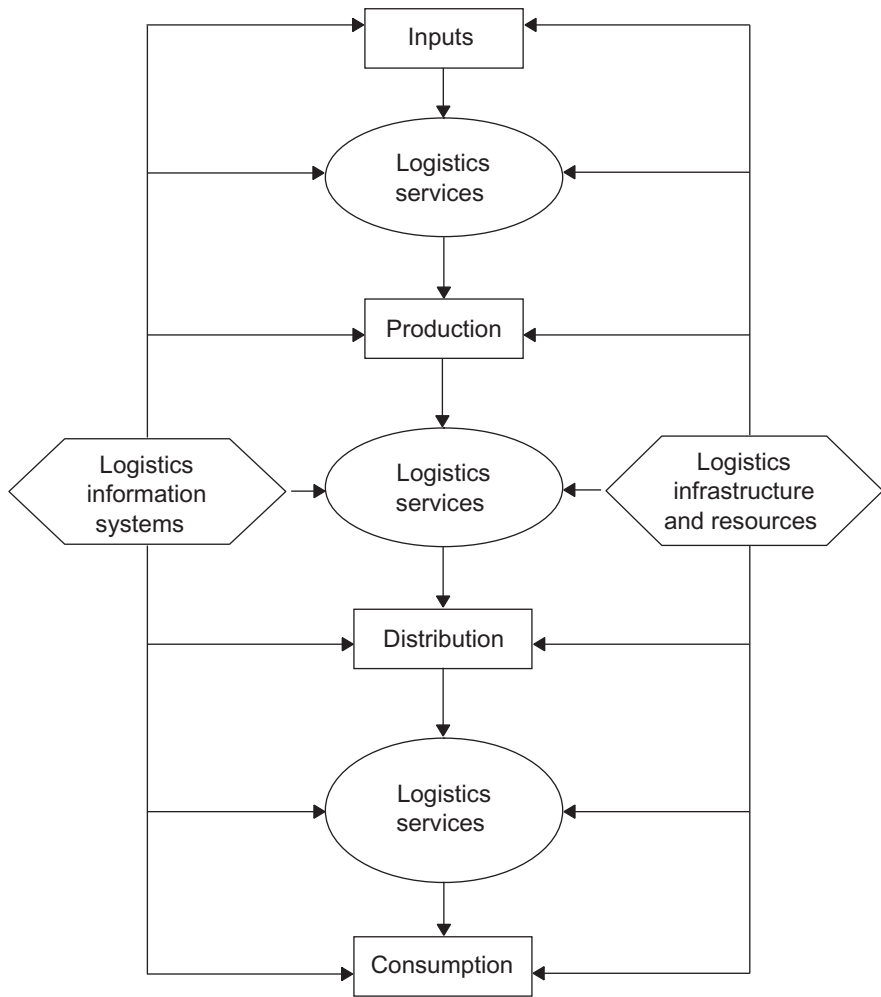 Inputs
Logistics
services
Production
Logistics
information
systems
Logistics
services
Logistics
infrastructure
and resources
Distribution
Logistics
services
Consumption